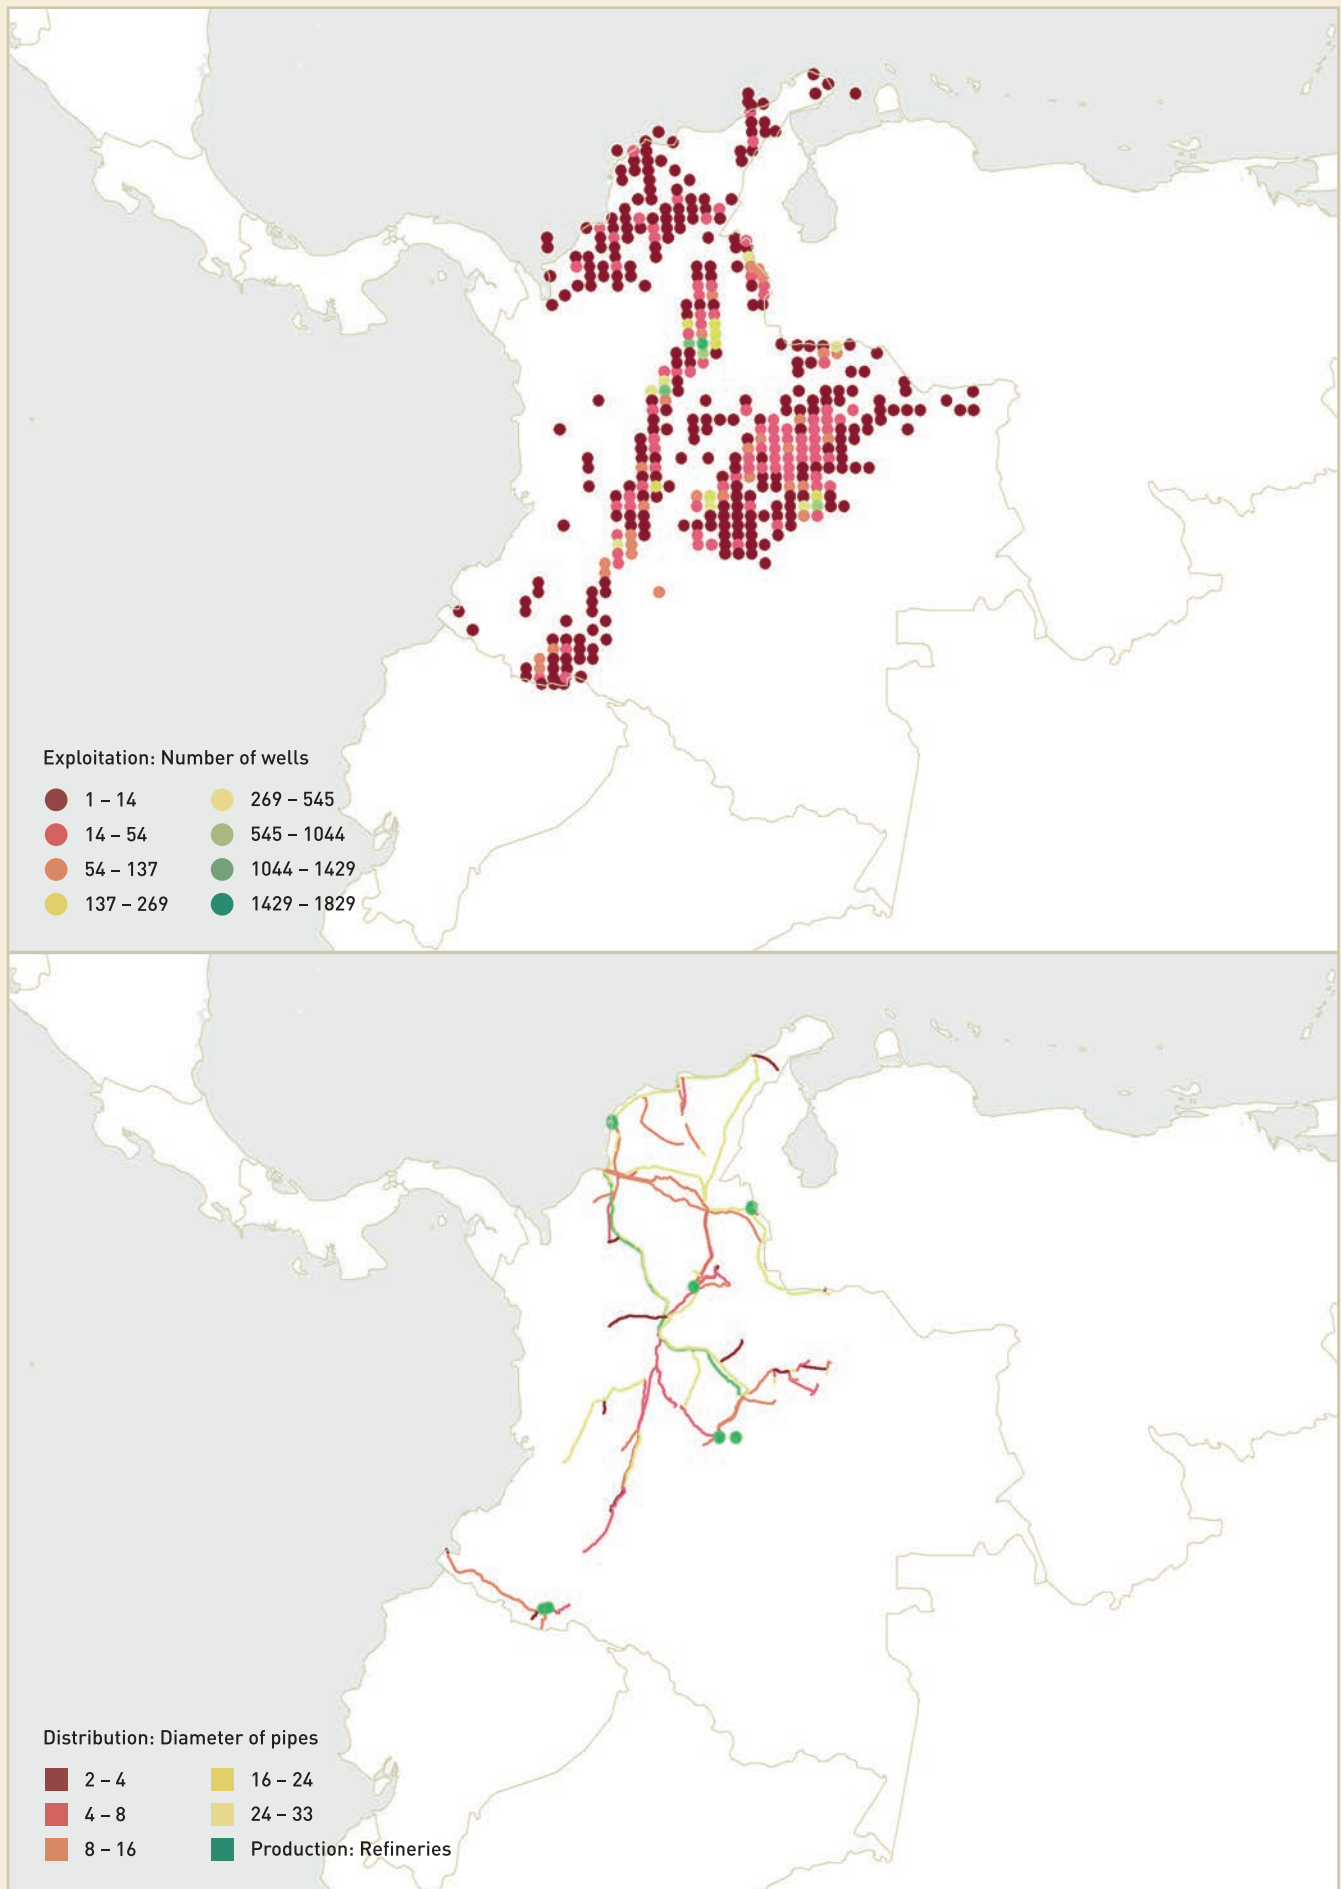 Exploitation: Number of wells
1 – 14
269 – 545
14 – 54
545 – 1044
54 – 137
1044 – 1429
137 – 269
1429 – 1829
Distribution: Diameter of pipes
2 – 4
16 – 24
4 – 8
24 – 33
8 – 16
Production: Refineries